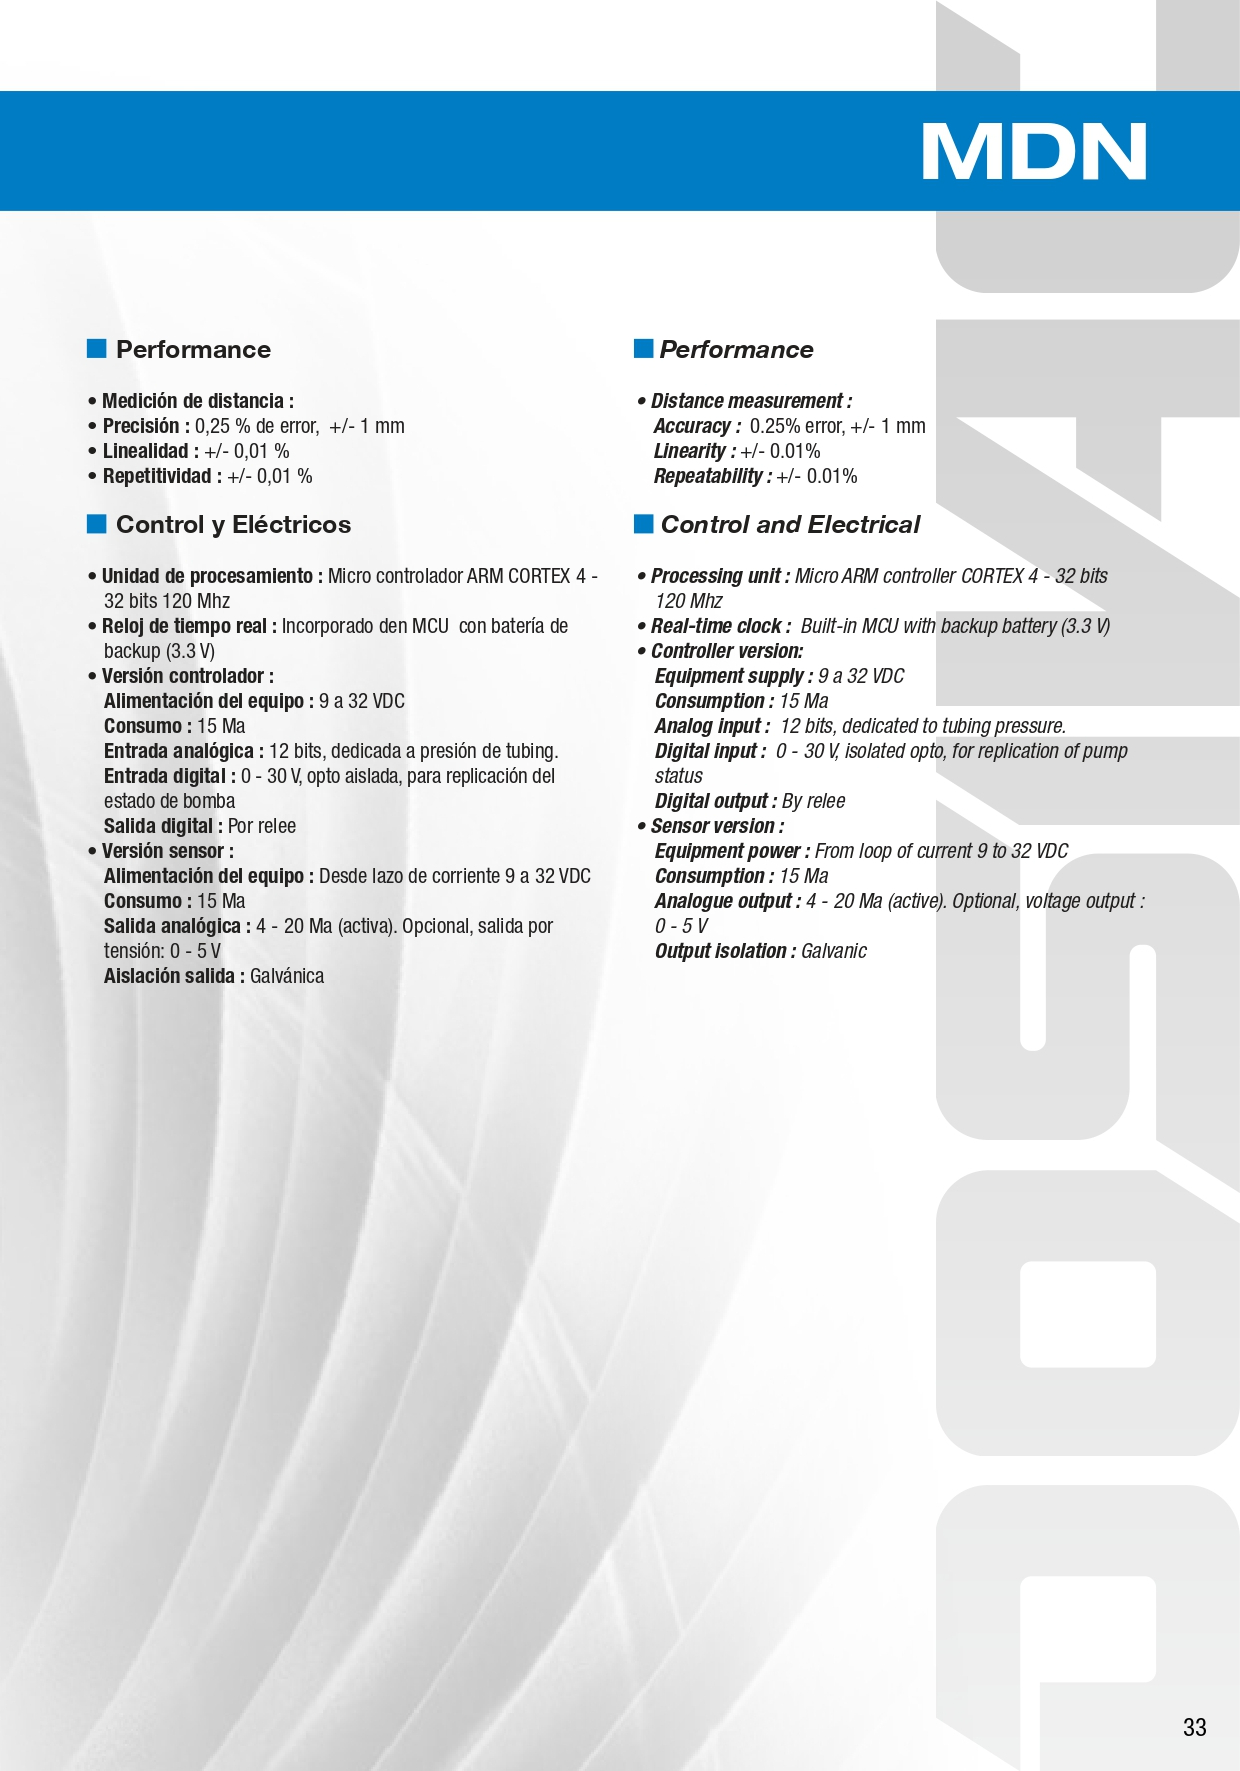 MDN
Performance
• Medición de distancia :
• Precisión : 0,25 % de error,  +/- 1 mm
• Linealidad : +/- 0,01 %
• Repetitividad : +/- 0,01 %
Control y Eléctricos
• Unidad de procesamiento : Micro controlador ARM CORTEX 4 -
32 bits 120 Mhz
• Reloj de tiempo real : Incorporado den MCU  con batería de
backup (3.3 V)
• Versión controlador :
Alimentación del equipo : 9 a 32 VDC
Consumo : 15 Ma
Entrada analógica : 12 bits, dedicada a presión de tubing.
Entrada digital : 0 - 30 V, opto aislada, para replicación del
estado de bomba
Salida digital : Por relee
• Versión sensor :
Alimentación del equipo : Desde lazo de corriente 9 a 32 VDC
Consumo : 15 Ma
Salida analógica : 4 - 20 Ma (activa). Opcional, salida por
tensión: 0 - 5 V
Aislación salida : Galvánica
Performance
• Distance measurement :
Accuracy :  0.25% error, +/- 1 mm
Linearity : +/- 0.01%
Repeatability : +/- 0.01%
Control and Electrical
• Processing unit : Micro ARM controller CORTEX 4 - 32 bits
120 Mhz
• Real-time clock :  Built-in MCU with backup battery (3.3 V)
• Controller version:
Equipment supply : 9 a 32 VDC
Consumption : 15 Ma
Analog input :  12 bits, dedicated to tubing pressure.
Digital input :  0 - 30 V, isolated opto, for replication of pump
status
Digital output : By relee
• Sensor version :
Equipment power : From loop of current 9 to 32 VDC
Consumption : 15 Ma
Analogue output : 4 - 20 Ma (active). Optional, voltage output :
0 - 5 V
Output isolation : Galvanic
33